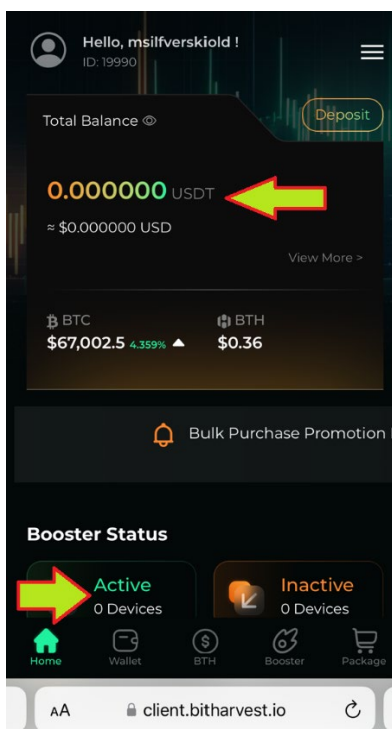 Hello, msilfverskiold !
ID: 19990
Total Balance
Deposit
0.000000 USDT
≈ $0.000000 USD
View More >
BTC
BTH
$67,002.5 4.359%
$0.36
Bulk Purchase Promotion
Booster Status
Active
0 Devices
Inactive
0 Devices
Home
Wallet
BTH
Booster
Package
AA
client.bitharvest.io